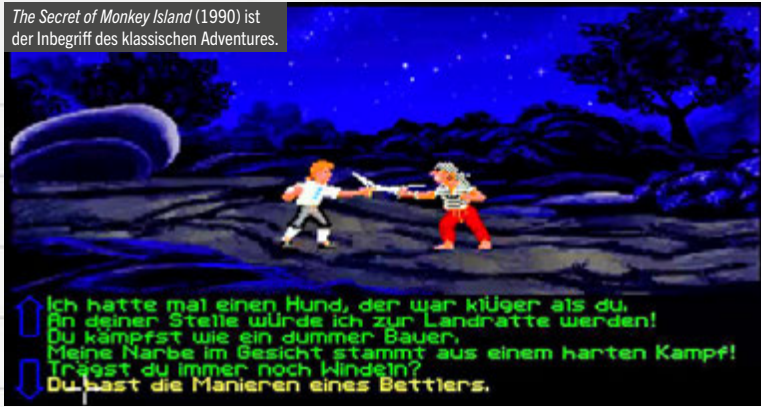 The Secret of Monkey Island (1990) ist
der Inbegriff des klassischen Adventures.
Ich hatte mal einen Hund, der war klüger als du.
An deiner Stelle würde ich zur Landratte werden!
Du kämpfst wie ein dummer Bauer.
Meine Narbe im Gesicht stammt aus einem harten Kampf!
Trägst du immer noch Windeln?
Du hast die Manieren eines Bettlers.